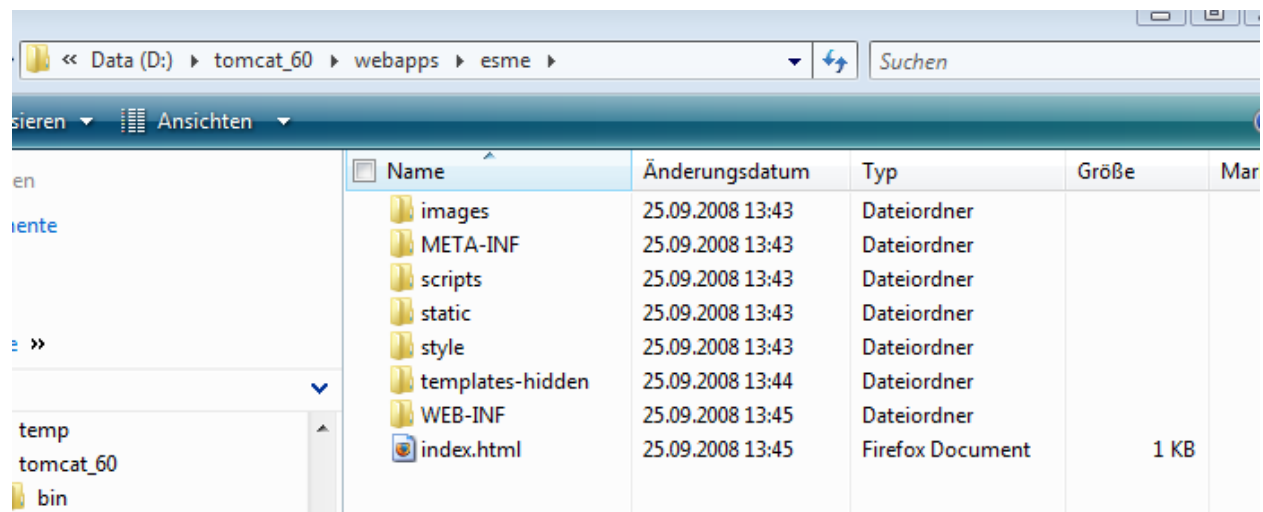 « Data (D:) tomcat_60 webapps esme Suchen
sieren Ansichten
Name Änderungsdatum Typ Größe Mar
en
images 25.09.2008 13:43 Dateiordner
nente
META-INF 25.09.2008 13:43 Dateiordner
scripts 25.09.2008 13:43 Dateiordner
static 25.09.2008 13:43 Dateiordner
e »
style 25.09.2008 13:43 Dateiordner
templates-hidden 25.09.2008 13:44 Dateiordner
WEB-INF 25.09.2008 13:45 Dateiordner
temp
index.html 25.09.2008 13:45 Firefox Document 1 KB
tomcat_60
bin